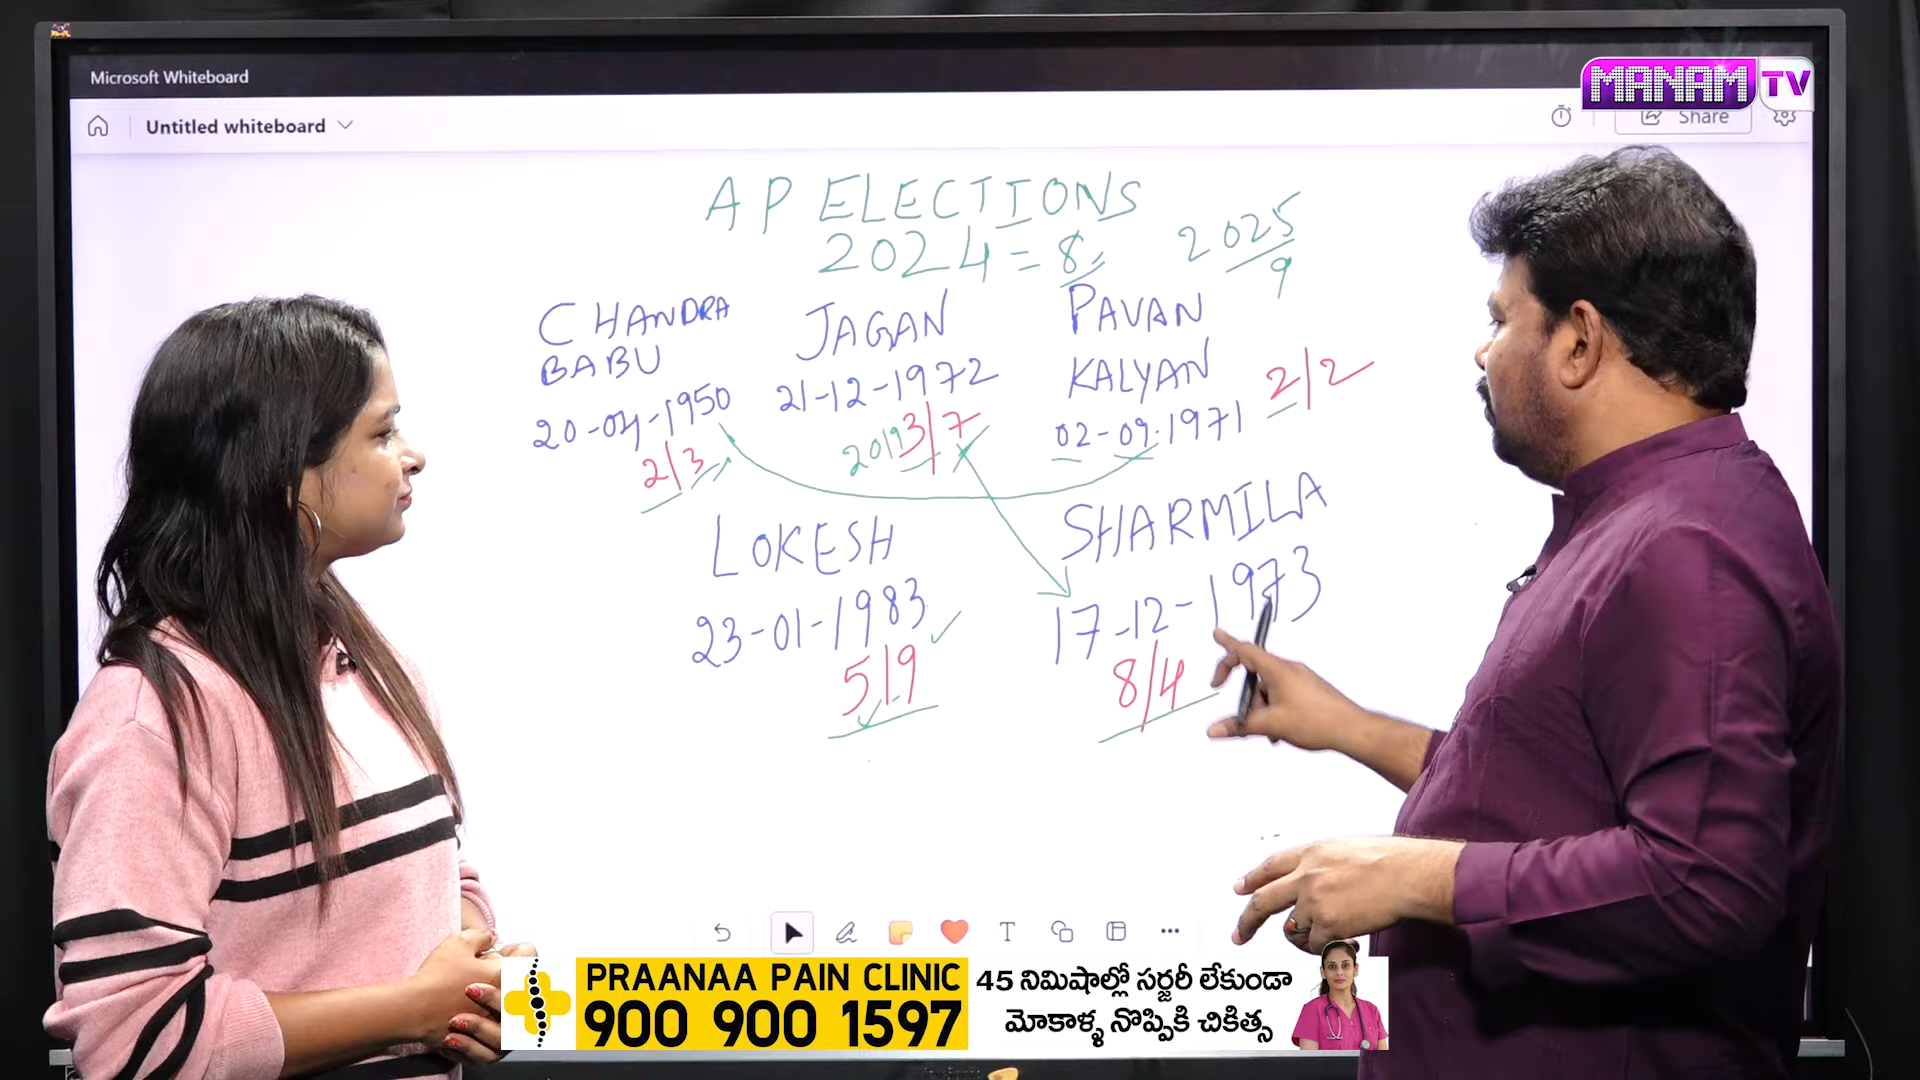 Microsoft Whiteboard
MANAM TV
Untitled whiteboard
Share
AP ELECTIONS
2024 = 8
2025
9
CHANDRA
BABU
20-04-1950
2/3
JAGAN
21-12-1972
2019 3/7
PAVAN
KALYAN
02-09-1971
2/2
LOKESH
23-01-1983
5/9
SHARMILA
17-12-1973
8/4
T
PRAANAA PAIN CLINIC
900 900 1597
45 నిమిషాల్లో సర్జరీ లేకుండా
మోకాళ్ళ నొప్పికి చికిత్స